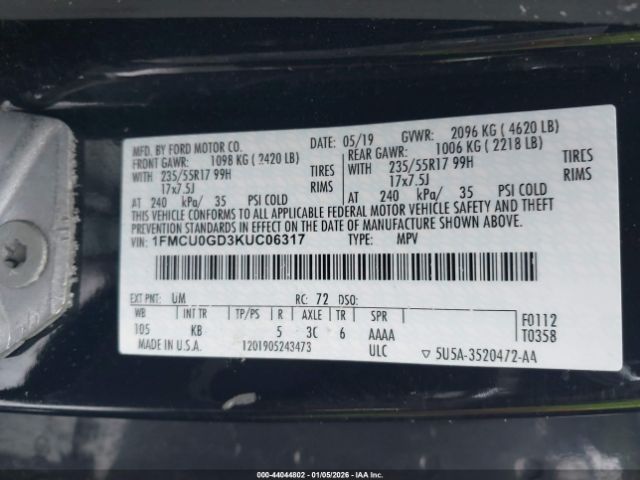 MFD. BY FORD MOTOR CO.
DATE: 05/19 GVWR: 2096 KG (4620 LB)
FRONT GAWR: 1098 KG (2420 LB)
REAR GAWR: 1006 KG (2218 LB)
WITH 235/55R17 99H TIRES
WITH 235/55R17 99H TIRES
17x7.5J RIMS
17x7.5J RIMS
AT 240 kPa/ 35 PSI COLD
AT 240 kPa/ 35 PSI COLD
THIS VEHICLE CONFORMS TO ALL APPLICABLE FEDERAL MOTOR VEHICLE SAFETY AND THEFT
PREVENTION STANDARDS IN EFFECT ON THE DATE OF MANUFACTURE SHOWN ABOVE.
VIN: 1FMCU0GD3KUC06317 TYPE: MPV
EXT PNT: UM RC: 72 DSO:
WB INT TR TP/PS R AXLE TR SPR
105 KB 5 3C 6 AAAA
F0112
T0358
MADE IN U.S.A. 1201905243473 ULC ▽ 5U5A-3520472-AA
000-44044802 - 01/05/2026 - IAA Inc.